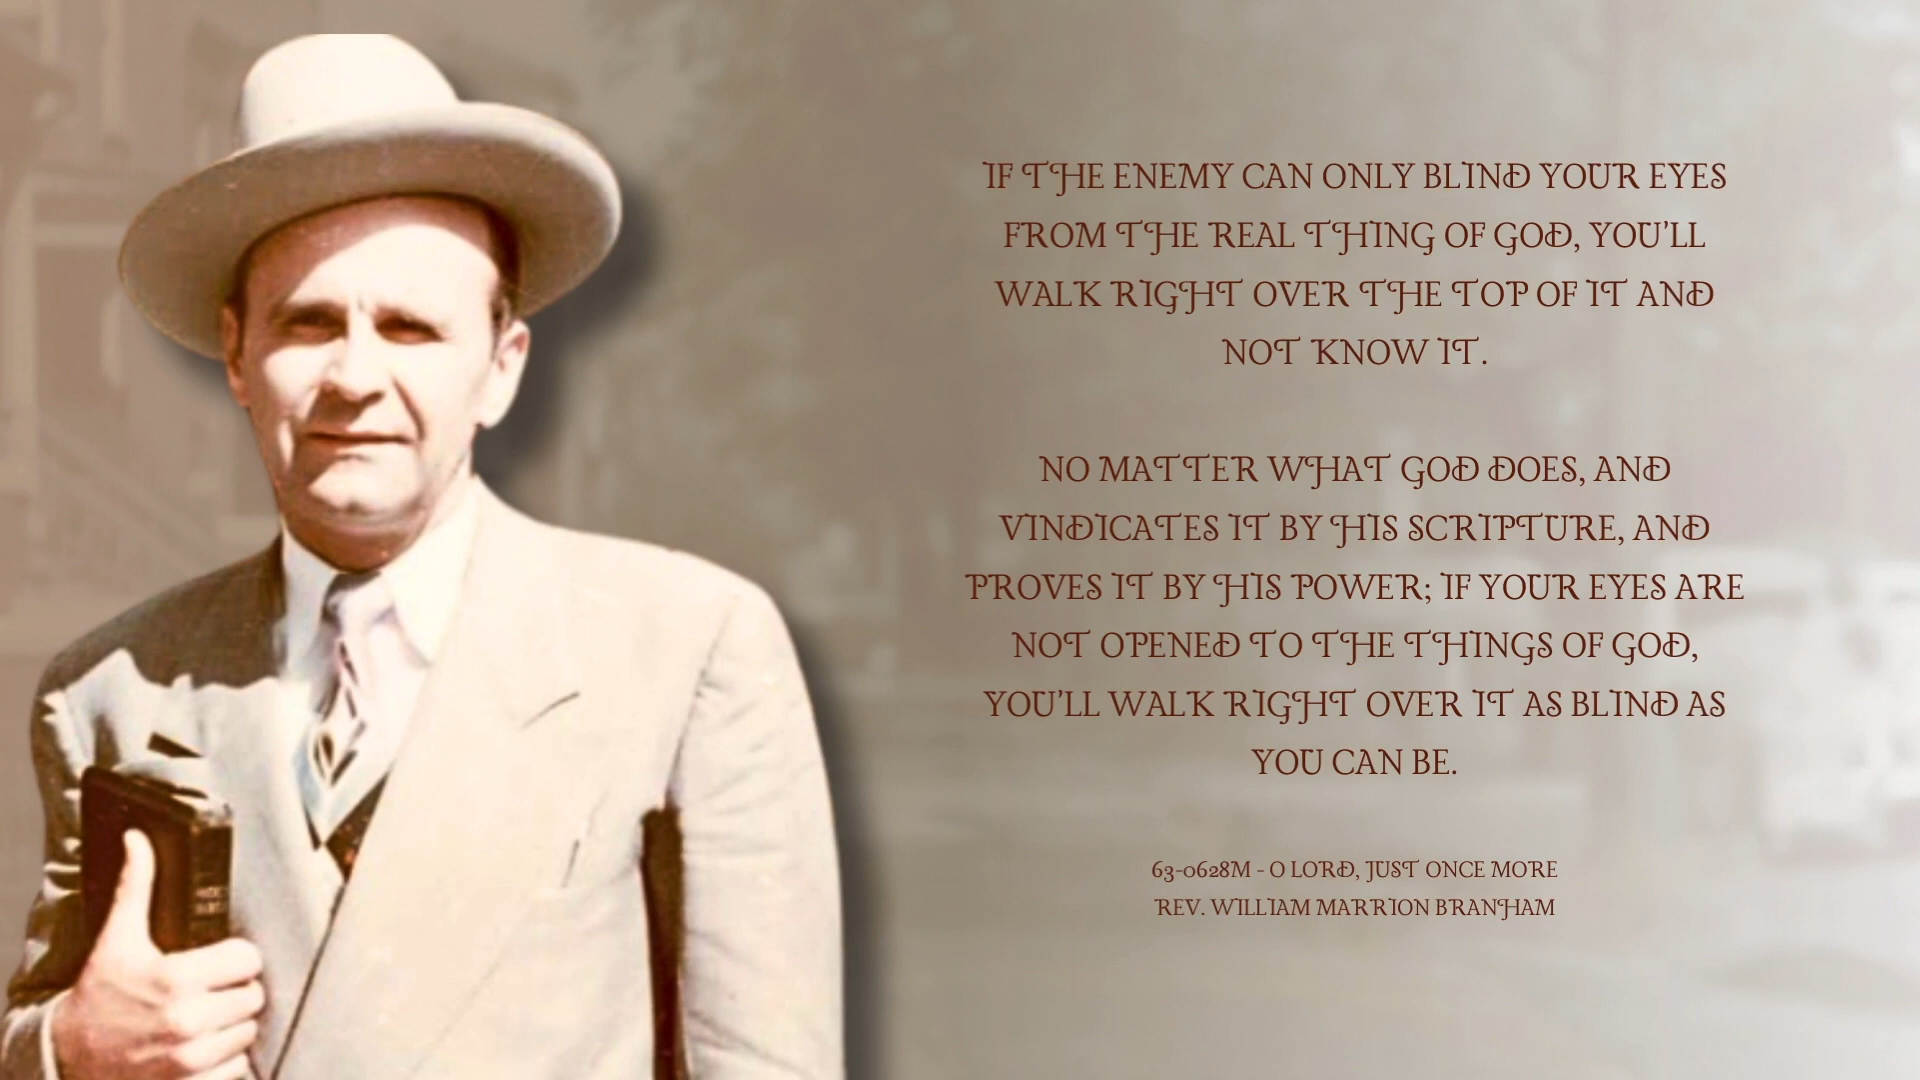 IF THE ENEMY CAN ONLY BLIND YOUR EYES
FROM THE REAL THING OF GOD, YOU'LL
WALK RIGHT OVER THE TOP OF IT AND
NOT KNOW IT.
NO MATTER WHAT GOD DOES, AND
VINDICATES IT BY HIS SCRIPTURE, AND
PROVES IT BY HIS POWER; IF YOUR EYES ARE
NOT OPENED TO THE THINGS OF GOD,
YOU'LL WALK RIGHT OVER IT AS BLIND AS
YOU CAN BE.
63-0628M - O LORD, JUST ONCE MORE
REV. WILLIAM MARRION BRANHAM